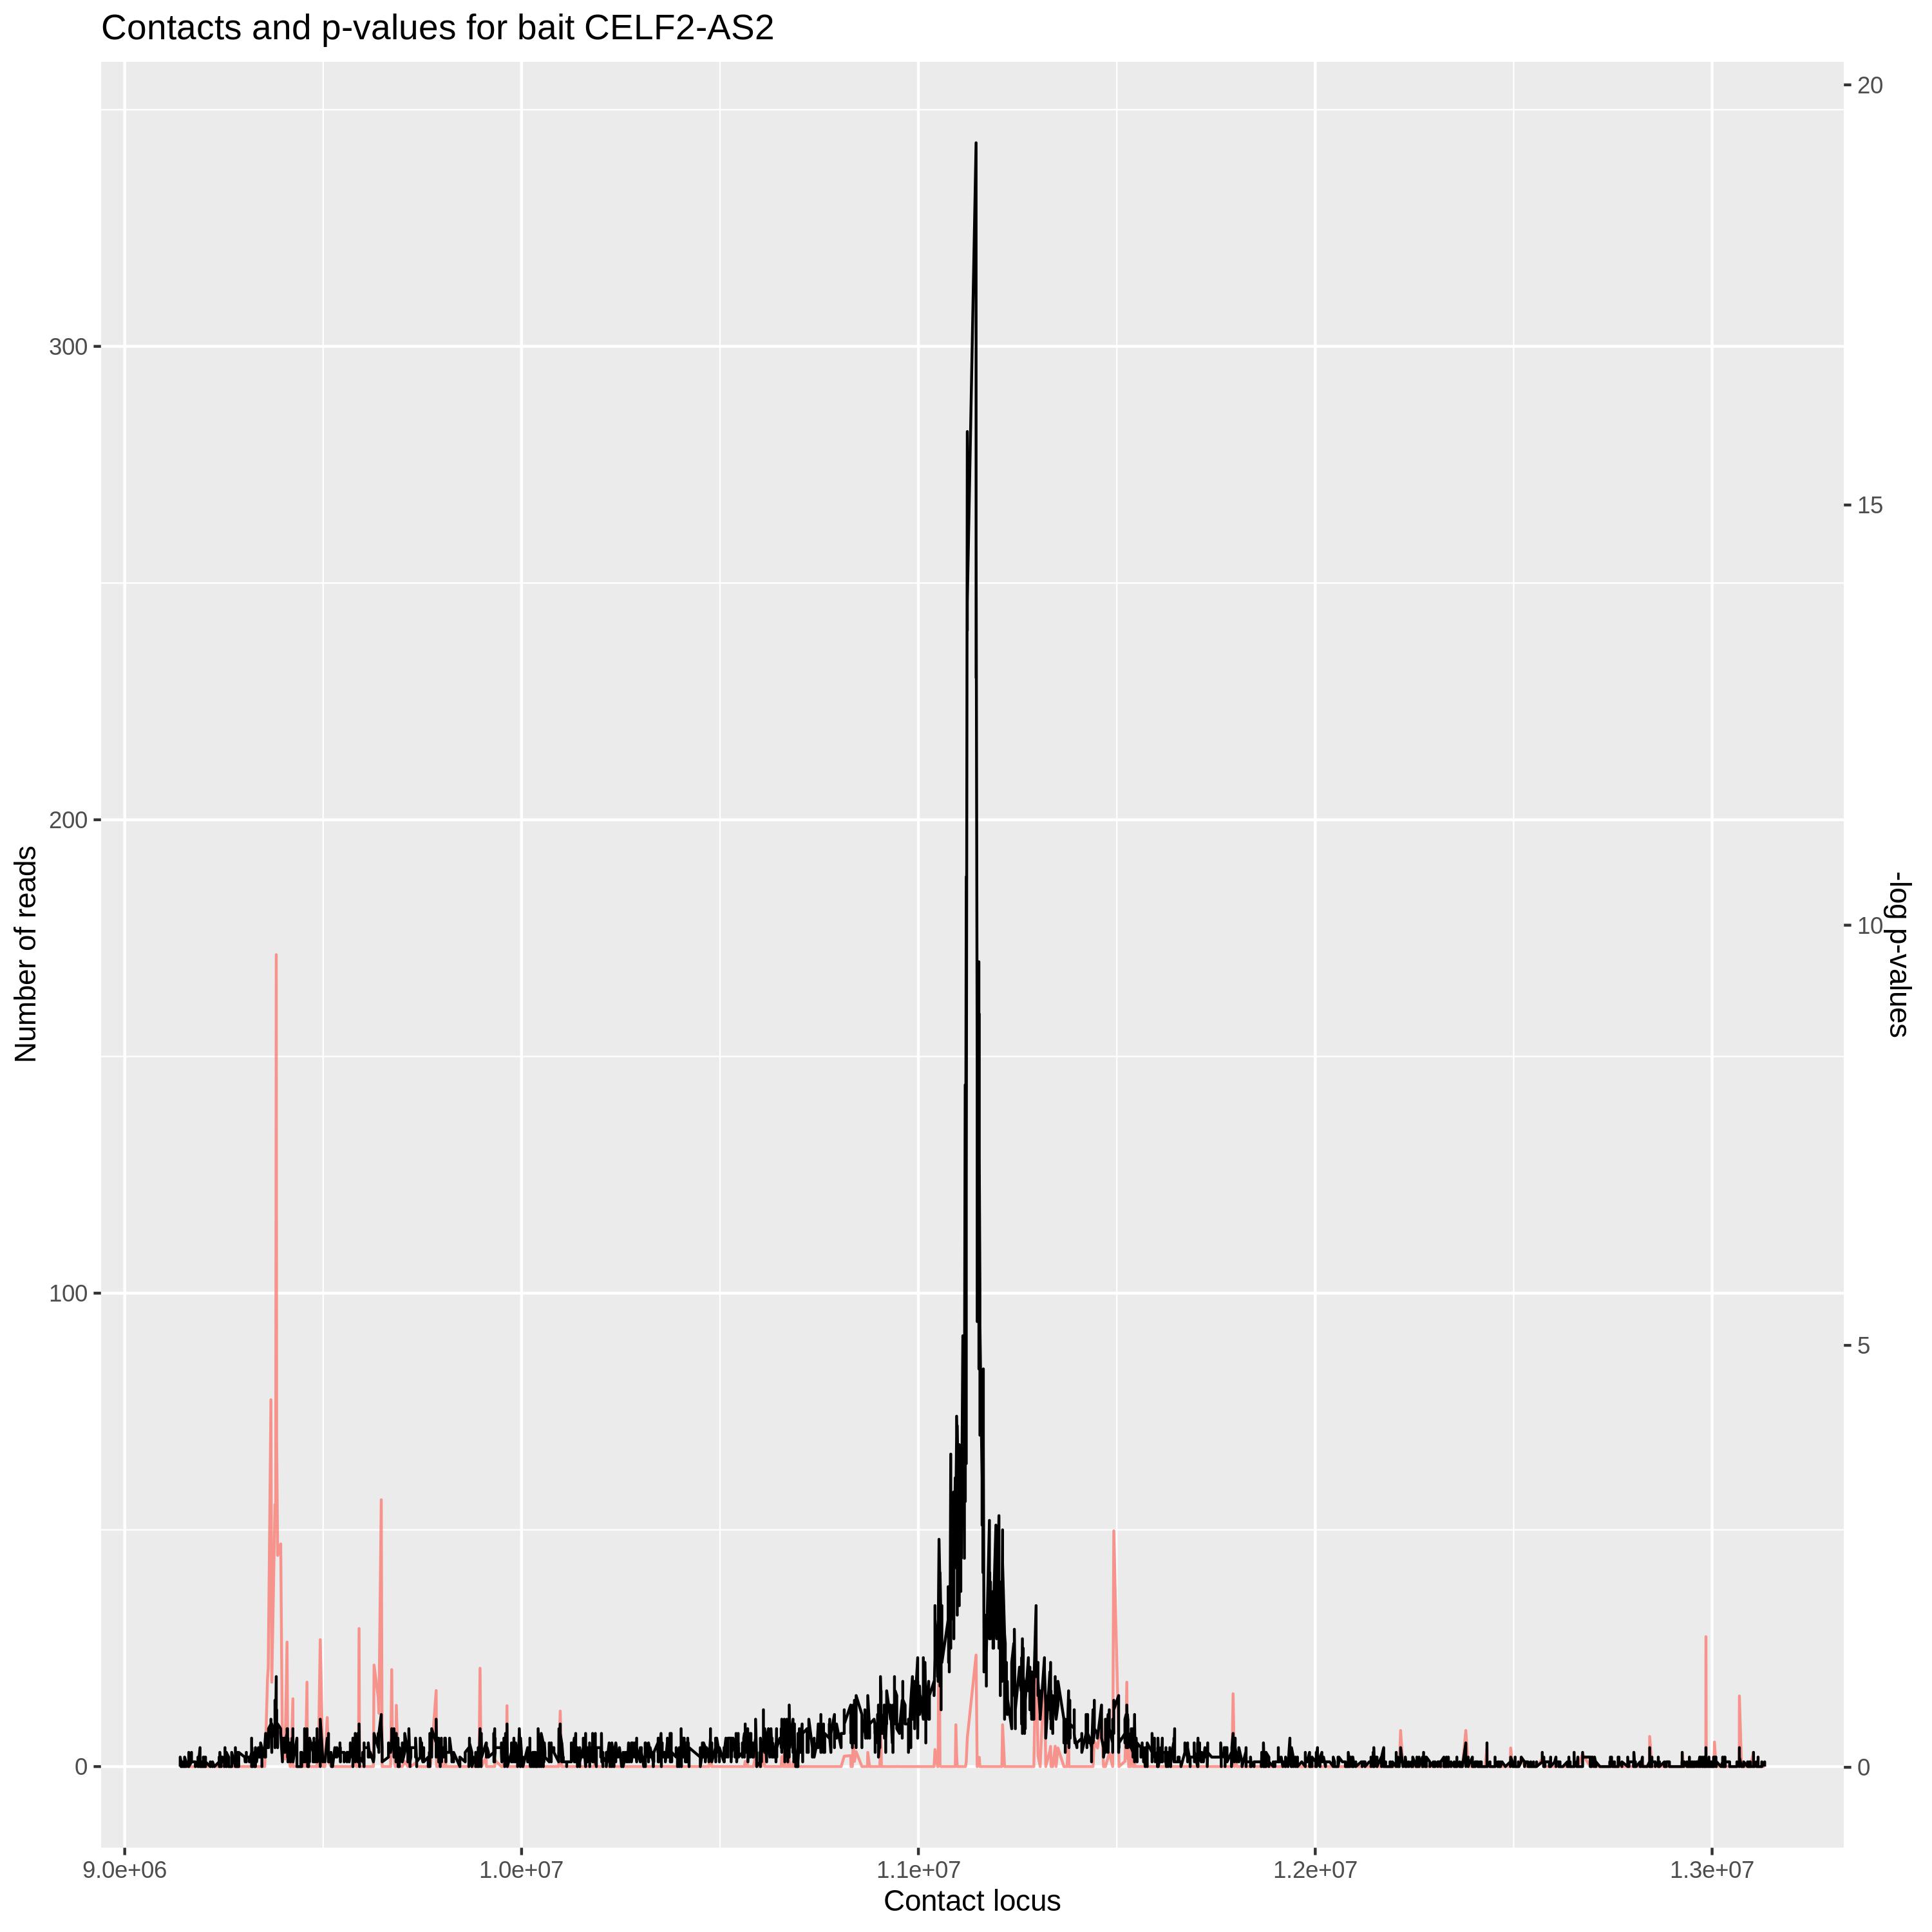 Contacts and p-values for bait CELF2-AS2
Number of reads
300
200
100
0
20
15
10
5
0
-log p-values
9.0e+06 1.0e+07 1.1e+07 1.2e+07 1.3e+07
Contact locus